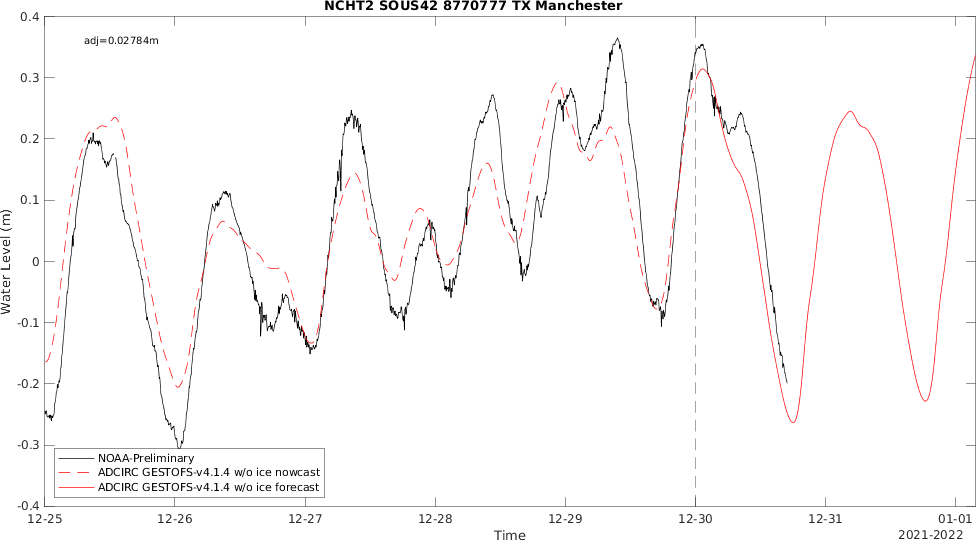 NCHT2 SOUS42 8770777 TX Manchester
adj=0.02784m
0.4
0.3
0.2
0.1
0
-0.1
-0.2
-0.3
-0.4
Water Level (m)
NOAA-Preliminary
ADCIRC GESTOFS-v4.1.4 w/o ice nowcast
ADCIRC GESTOFS-v4.1.4 w/o ice forecast
12-25 12-26 12-27 12-28 12-29 12-30 12-31 01-01
Time
2021-2022